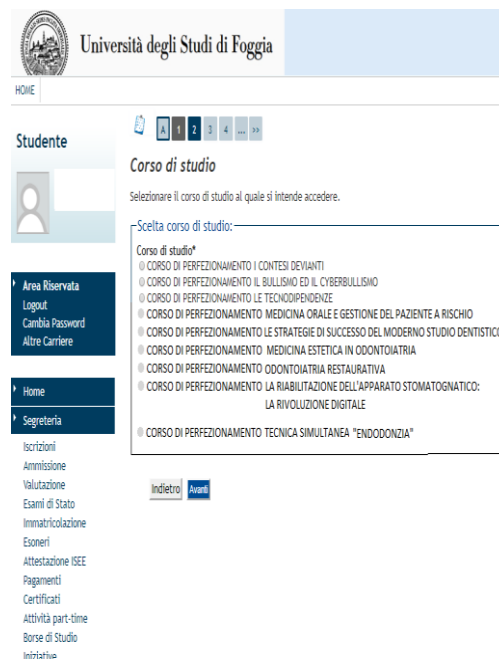 Università degli Studi di Foggia
HOME
Studente
A 1 2 3 4 ... >>
Corso di studio
Selezionare il corso di studio al quale si intende accedere.
Scelta corso di studio:
Corso di studio*
CORSO DI PERFEZIONAMENTO I CONTESI DEVIANTI
CORSO DI PERFEZIONAMENTO IL BULLISMO ED IL CYBERBULLISMO
CORSO DI PERFEZIONAMENTO LE TECNODIPENDENZE
CORSO DI PERFEZIONAMENTO MEDICINA ORALE E GESTIONE DEL PAZIENTE A RISCHIO
CORSO DI PERFEZIONAMENTO LE STRATEGIE DI SUCCESSO DEL MODERNO STUDIO DENTISTICO
CORSO DI PERFEZIONAMENTO MEDICINA ESTETICA IN ODONTOIATRIA
CORSO DI PERFEZIONAMENTO ODONTOIATRIA RESTAURATIVA
CORSO DI PERFEZIONAMENTO LA RIABILITAZIONE DELL'APPARATO STOMATOGNATICO:
LA RIVOLUZIONE DIGITALE
CORSO DI PERFEZIONAMENTO TECNICA SIMULTANEA "ENDODONZIA"
Indietro Avanti
Area Riservata
Logout
Cambia Password
Altre Carriere
Home
Segreteria
Iscrizioni
Ammissione
Valutazione
Esami di Stato
Immatricolazione
Esoneri
Attestazione ISEE
Pagamenti
Certificati
Attività part-time
Borse di Studio
Iniziative